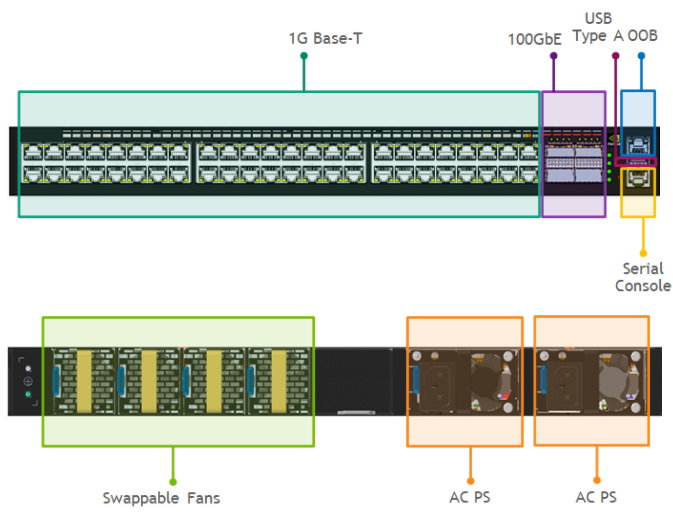 USB
1G Base-T
100GbE
Type A OOB
Serial
Console
Swappable Fans
AC PS
AC PS